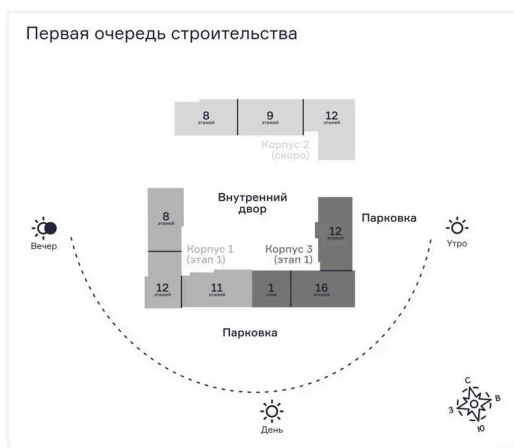 Первая очередь строительства
8
этажей
9
этажей
12
этажей
Корпус 2
(скоро)
8
этажей
Внутренний
двор
12
этажей
Парковка
Вечер
Утро
Корпус 1
(этап 1)
Корпус 3
(этап 1)
12
этажей
11
этажей
1
этаж
16
этажей
Парковка
День
С
В
З
Ю